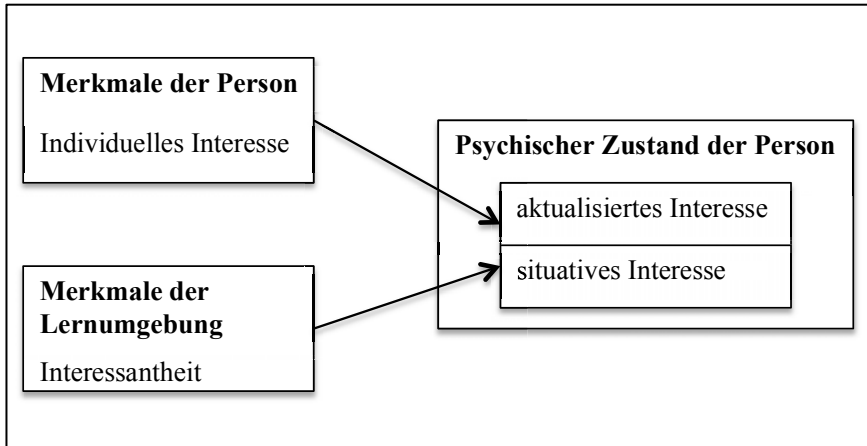 Merkmale der Person
Individuelles Interesse
Merkmale der
Lernumgebung
Interessantheit
Psychischer Zustand der Person
aktualisiertes Interesse
situatives Interesse